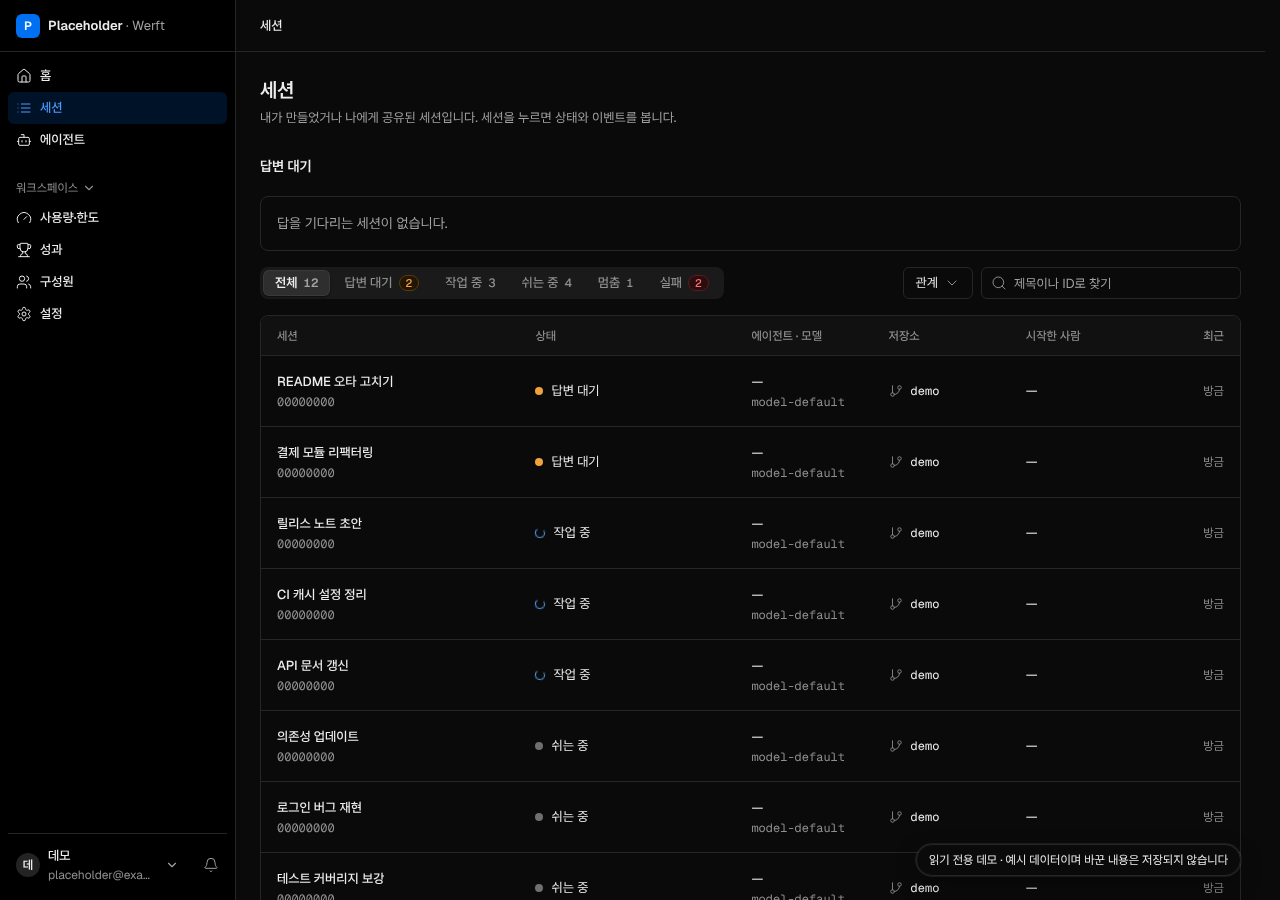 P Placeholder · Werft
홈
세션
에이전트
워크스페이스
사용량·한도
성과
구성원
설정
데 데모
placeholder@exa…
세션
세션
내가 만들었거나 나에게 공유된 세션입니다. 세션을 누르면 상태와 이벤트를 봅니다.
답변 대기
답을 기다리는 세션이 없습니다.
전체 12 답변 대기 2 작업 중 3 쉬는 중 4 멈춤 1 실패 2 관계 제목이나 ID로 찾기
세션 상태 에이전트 · 모델 저장소 시작한 사람 최근
README 오타 고치기 —
답변 대기 demo — 방금
00000000 model-default
결제 모듈 리팩터링 —
답변 대기 demo — 방금
00000000 model-default
릴리스 노트 초안 —
작업 중 demo — 방금
00000000 model-default
CI 캐시 설정 정리 —
작업 중 demo — 방금
00000000 model-default
API 문서 갱신 —
작업 중 demo — 방금
00000000 model-default
의존성 업데이트 —
쉬는 중 demo — 방금
00000000 model-default
로그인 버그 재현 —
쉬는 중 demo — 방금
00000000 model-default
테스트 커버리지 보강 —
쉬는 중 demo — 방금
00000000 model-default
읽기 전용 데모 · 예시 데이터이며 바꾼 내용은 저장되지 않습니다